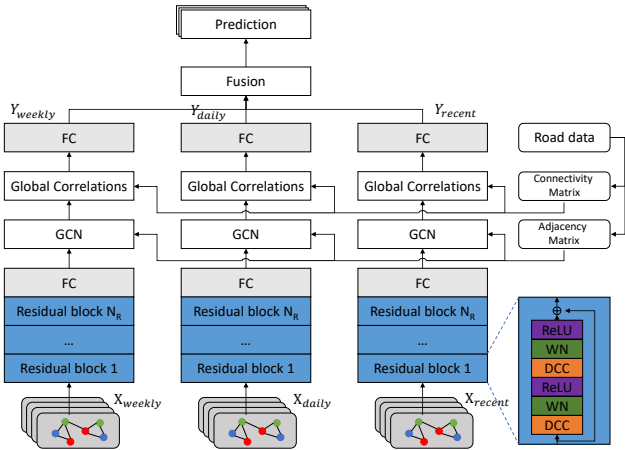 Prediction
Fusion
Y_weekly
Y_daily
Y_recent
FC
FC
FC
Road data
Global Correlations
Global Correlations
Global Correlations
Connectivity
Matrix
GCN
GCN
GCN
Adjacency
Matrix
FC
FC
FC
Residual block N_R
Residual block N_R
Residual block N_R
...
...
...
Residual block 1
Residual block 1
Residual block 1
ReLU
WN
DCC
ReLU
WN
DCC
X_weekly
X_daily
X_recent